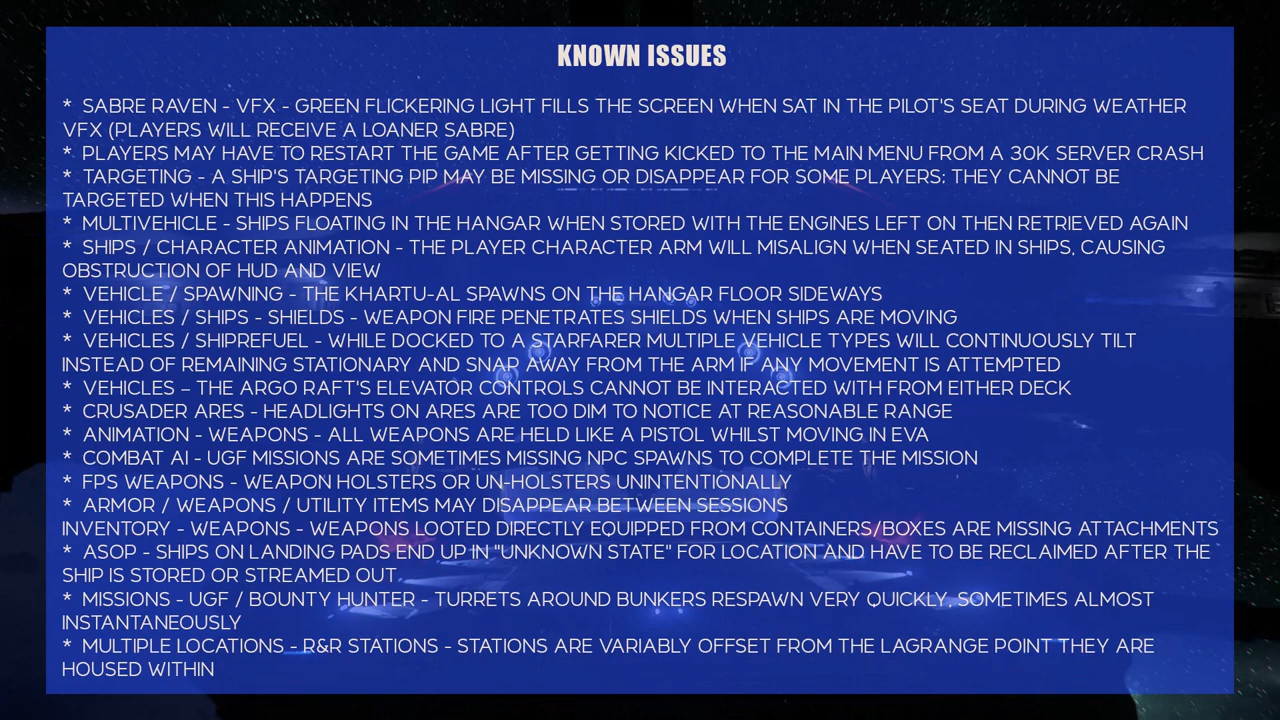 KNOWN ISSUES
* SABRE RAVEN - VFX - GREEN FLICKERING LIGHT FILLS THE SCREEN WHEN SAT IN THE PILOT'S SEAT DURING WEATHER
VFX (PLAYERS WILL RECEIVE A LOANER SABRE)
* PLAYERS MAY HAVE TO RESTART THE GAME AFTER GETTING KICKED TO THE MAIN MENU FROM A 30K SERVER CRASH
* TARGETING - A SHIP'S TARGETING PIP MAY BE MISSING OR DISAPPEAR FOR SOME PLAYERS: THEY CANNOT BE
TARGETED WHEN THIS HAPPENS
* MULTIVEHICLE - SHIPS FLOATING IN THE HANGAR WHEN STORED WITH THE ENGINES LEFT ON THEN RETRIEVED AGAIN
* SHIPS / CHARACTER ANIMATION - THE PLAYER CHARACTER ARM WILL MISALIGN WHEN SEATED IN SHIPS, CAUSING
OBSTRUCTION OF HUD AND VIEW
* VEHICLE / SPAWNING - THE KHARTU-AL SPAWNS ON THE HANGAR FLOOR SIDEWAYS
* VEHICLES / SHIPS - SHIELDS - WEAPON FIRE PENETRATES SHIELDS WHEN SHIPS ARE MOVING
* VEHICLES / SHIPREFUEL - WHILE DOCKED TO A STARFARER MULTIPLE VEHICLE TYPES WILL CONTINUOUSLY TILT
INSTEAD OF REMAINING STATIONARY AND SNAP AWAY FROM THE ARM IF ANY MOVEMENT IS ATTEMPTED
* VEHICLES – THE ARGO RAFT'S ELEVATOR CONTROLS CANNOT BE INTERACTED WITH FROM EITHER DECK
* CRUSADER ARES - HEADLIGHTS ON ARES ARE TOO DIM TO NOTICE AT REASONABLE RANGE
* ANIMATION - WEAPONS - ALL WEAPONS ARE HELD LIKE A PISTOL WHILST MOVING IN EVA
* COMBAT AI - UGF MISSIONS ARE SOMETIMES MISSING NPC SPAWNS TO COMPLETE THE MISSION
* FPS WEAPONS - WEAPON HOLSTERS OR UN-HOLSTERS UNINTENTIONALLY
* ARMOR / WEAPONS / UTILITY ITEMS MAY DISAPPEAR BETWEEN SESSIONS
INVENTORY - WEAPONS - WEAPONS LOOTED DIRECTLY EQUIPPED FROM CONTAINERS/BOXES ARE MISSING ATTACHMENTS
* ASOP - SHIPS ON LANDING PADS END UP IN "UNKNOWN STATE" FOR LOCATION AND HAVE TO BE RECLAIMED AFTER THE
SHIP IS STORED OR STREAMED OUT
* MISSIONS - UGF / BOUNTY HUNTER - TURRETS AROUND BUNKERS RESPAWN VERY QUICKLY, SOMETIMES ALMOST
INSTANTANEOUSLY
* MULTIPLE LOCATIONS - R&R STATIONS - STATIONS ARE VARIABLY OFFSET FROM THE LAGRANGE POINT THEY ARE
HOUSED WITHIN